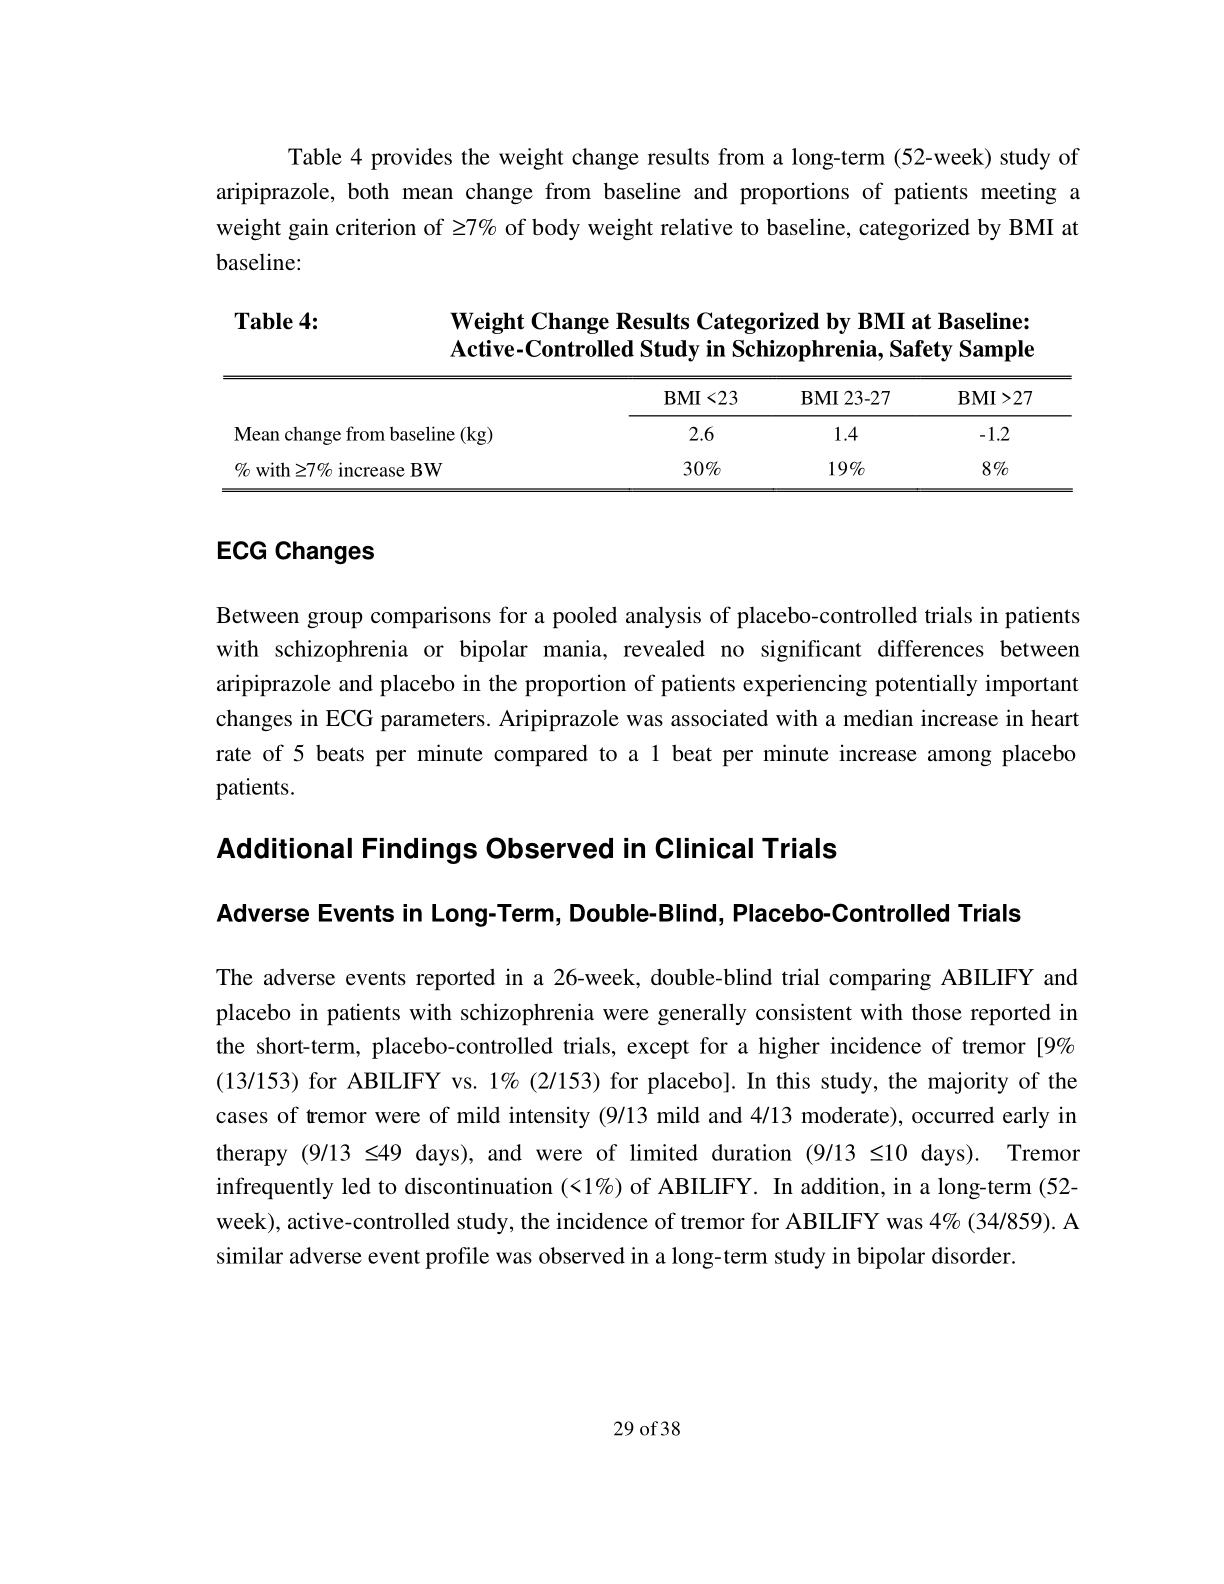 Table 4 provides the weight change results from a long-term (52-week) study of
aripiprazole, both mean change from baseline and proportions of patients meeting a
weight gain criterion of ≥7% of body weight relative to baseline, categorized by BMI at
baseline:
Table 4: Weight Change Results Categorized by BMI at Baseline:
Active-Controlled Study in Schizophrenia, Safety Sample
BMI <23 BMI 23-27 BMI >27
Mean change from baseline (kg) 2.6 1.4 -1.2
% with ≥7% increase BW 30% 19% 8%
ECG Changes
Between group comparisons for a pooled analysis of placebo-controlled trials in patients
with schizophrenia or bipolar mania, revealed no significant differences between
aripiprazole and placebo in the proportion of patients experiencing potentially important
changes in ECG parameters. Aripiprazole was associated with a median increase in heart
rate of 5 beats per minute compared to a 1 beat per minute increase among placebo
patients.
Additional Findings Observed in Clinical Trials
Adverse Events in Long-Term, Double-Blind, Placebo-Controlled Trials
The adverse events reported in a 26-week, double-blind trial comparing ABILIFY and
placebo in patients with schizophrenia were generally consistent with those reported in
the short-term, placebo-controlled trials, except for a higher incidence of tremor [9%
(13/153) for ABILIFY vs. 1% (2/153) for placebo]. In this study, the majority of the
cases of tremor were of mild intensity (9/13 mild and 4/13 moderate), occurred early in
therapy (9/13 ≤49 days), and were of limited duration (9/13 ≤10 days). Tremor
infrequently led to discontinuation (<1%) of ABILIFY. In addition, in a long-term (52-
week), active-controlled study, the incidence of tremor for ABILIFY was 4% (34/859). A
similar adverse event profile was observed in a long-term study in bipolar disorder.
29 of 38